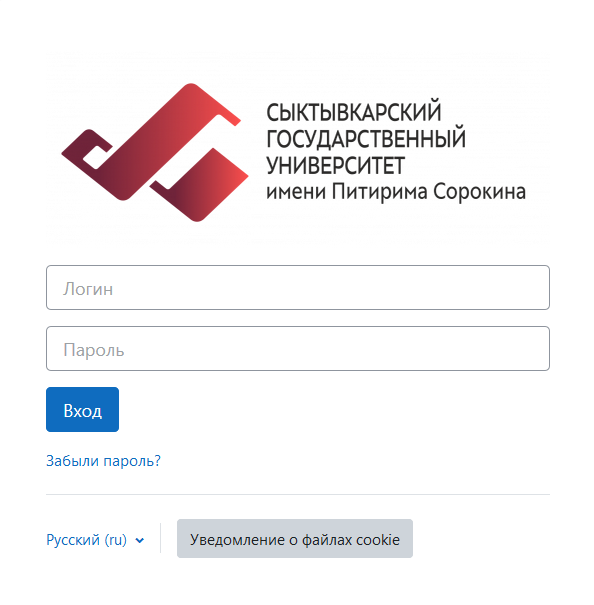 СЫКТЫВКАРСКИЙ
ГОСУДАРСТВЕННЫЙ
УНИВЕРСИТЕТ
имени Питирима Сорокина
Логин
Пароль
Вход
Забыли пароль?
Русский (ru)
Уведомление о файлах cookie